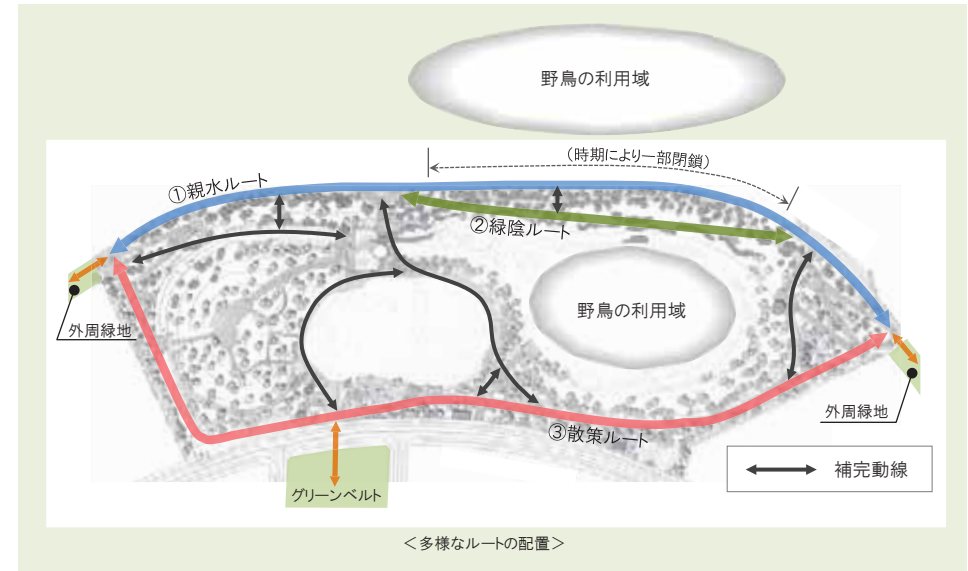 野鳥の利用域
（時期により一部閉鎖）
①親水ルート
②緑陰ルート
野鳥の利用域
外周緑地
外周緑地
③散策ルート
補完動線
グリーンベルト
＜多様なルートの配置＞